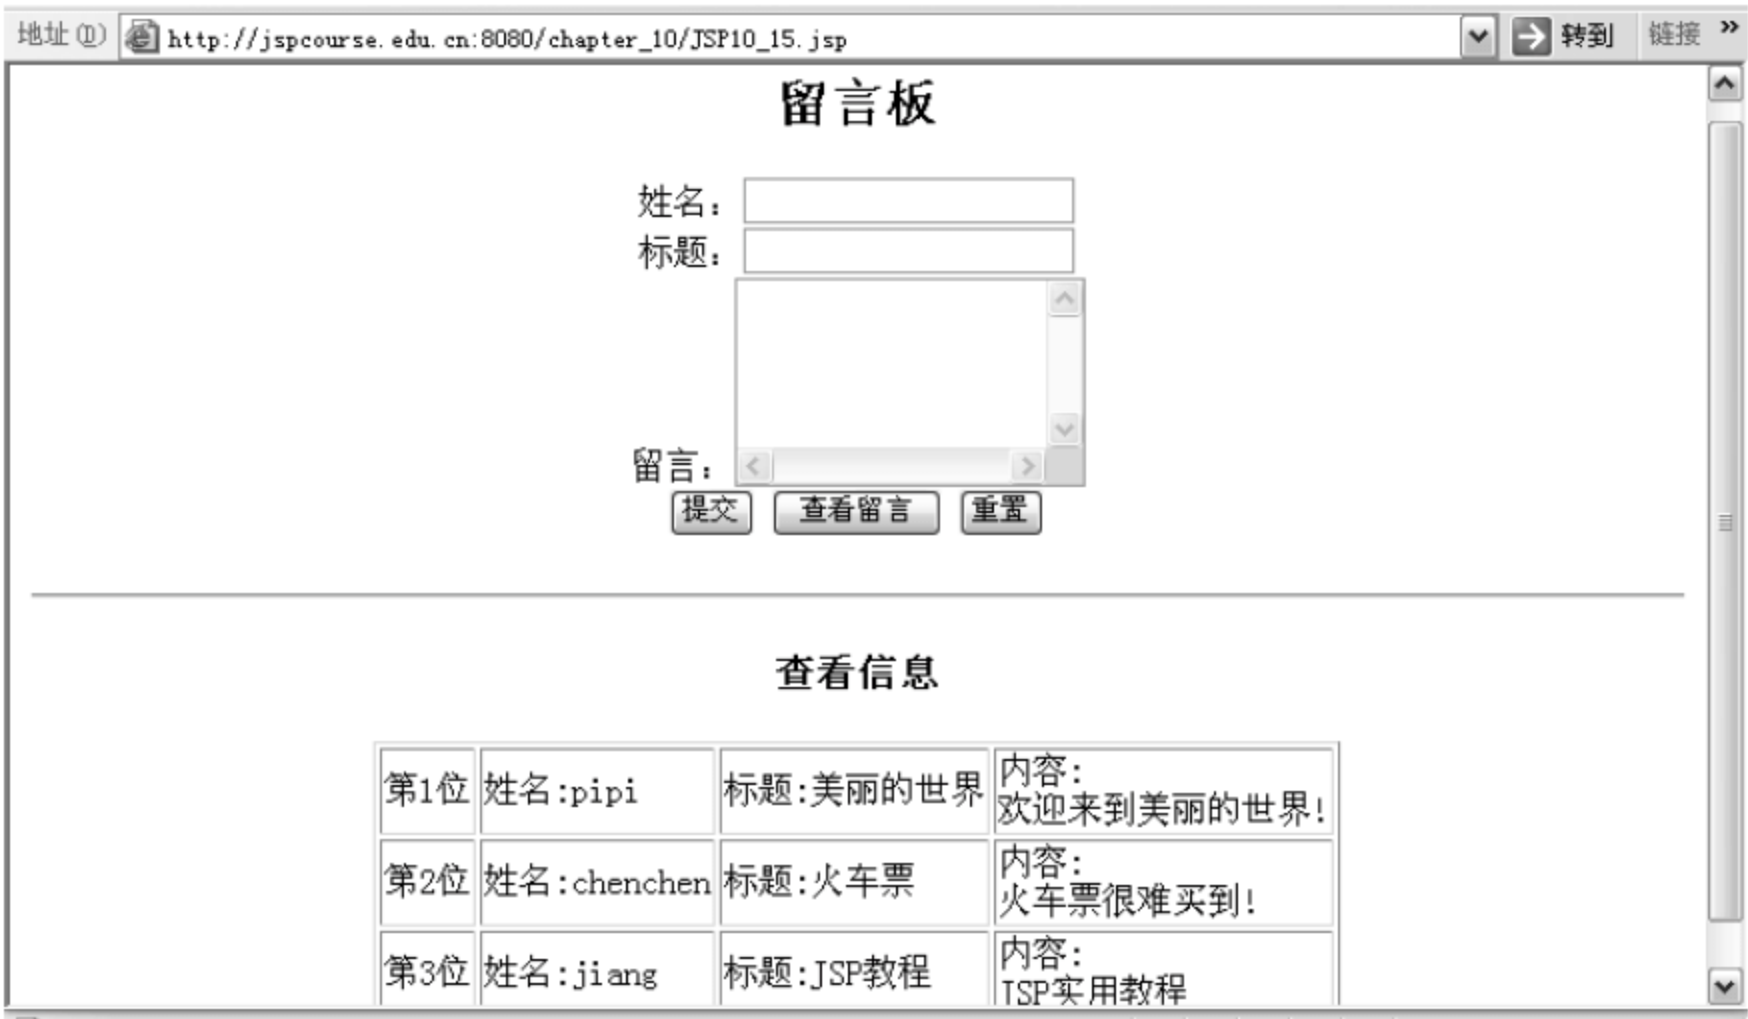 地址(D) http://jspcourse.edu.cn:8080/chapter_10/JSP10_15.jsp 转到 链接 »
留言板
姓名：
标题：
留言：
提交 查看留言 重置
查看信息
第1位 姓名:pipi 标题:美丽的世界 内容:
欢迎来到美丽的世界!
第2位 姓名:chenchen 标题:火车票 内容:
火车票很难买到!
第3位 姓名:jiang 标题:JSP教程 内容:
JSP实用教程